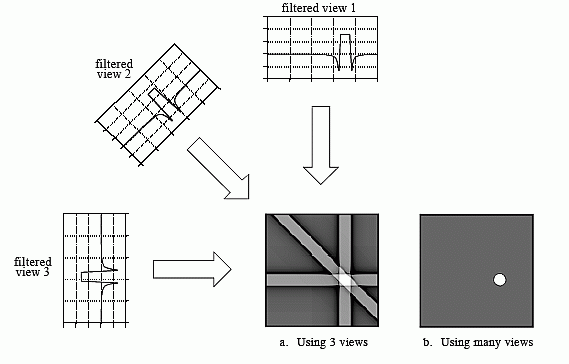 filtered view 1
filtered
view 2
filtered
view 3
a. Using 3 views
b. Using many views